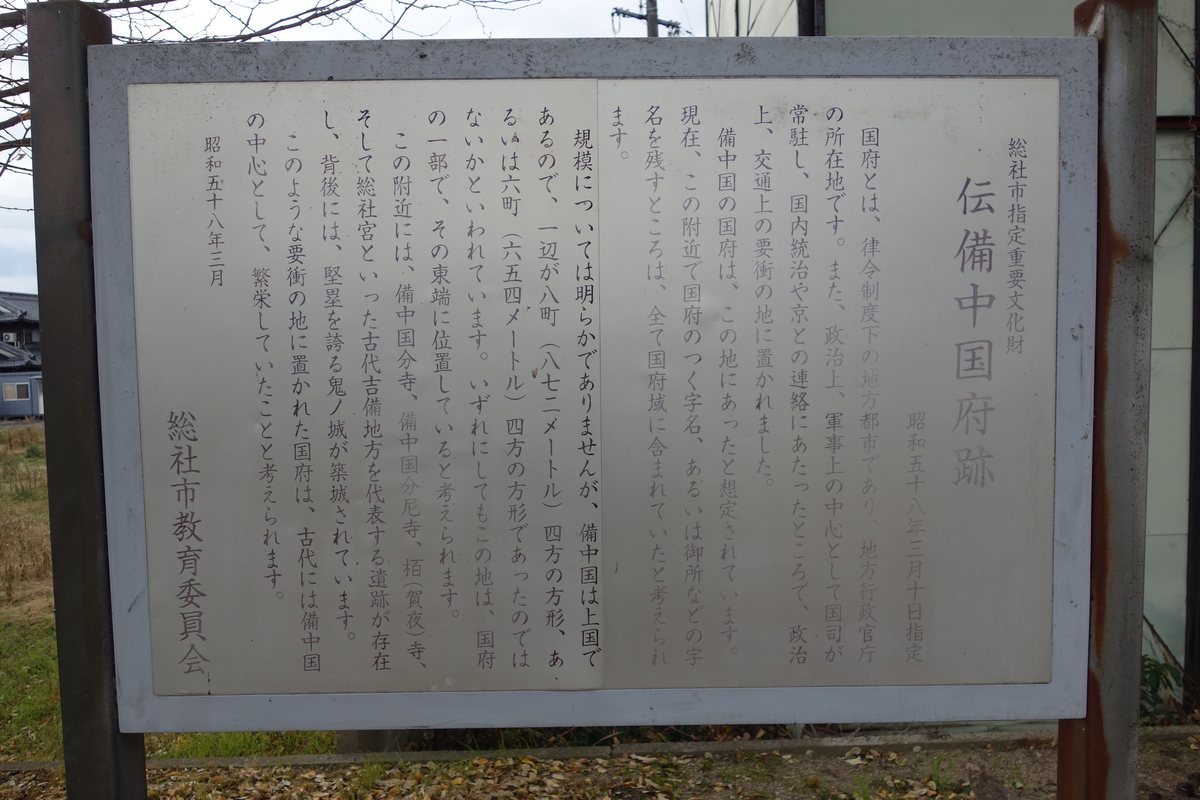 総社市指定重要文化財
伝備中国府跡
昭和五十八年三月十日指定
国府とは、律令制度下の地方都市であり、地方行政官庁
の所在地です。また、政治上、軍事上の中心として国司が
常駐し、国内統治や京との連絡にあたったところで、政治
上、交通上の要衝の地に置かれました。
備中国の国府は、この地にあったと想定されています。
現在、この附近で国府のつく字名、あるいは御所などの字
名を残すところは、全て国府域に含まれていたと考えられ
ます。
規模については明らかでありませんが、備中国は上国で
あるので、一辺が八町（八七二メートル）四方の方形、あ
るいは六町（六五四メートル）四方の方形であったのでは
ないかといわれています。いずれにしてもこの地は、国府
の一部で、その東端に位置していると考えられます。
この附近には、備中国分寺、備中国分尼寺、栢（賀夜）寺、
そして総社宮といった古代吉備地方を代表する遺跡が存在
し、背後には、堅塁を誇る鬼ノ城が築城されています。
このような要衝の地に置かれた国府は、古代には備中国
の中心として、繁栄していたことと考えられます。
昭和五十八年三月
総社市教育委員会